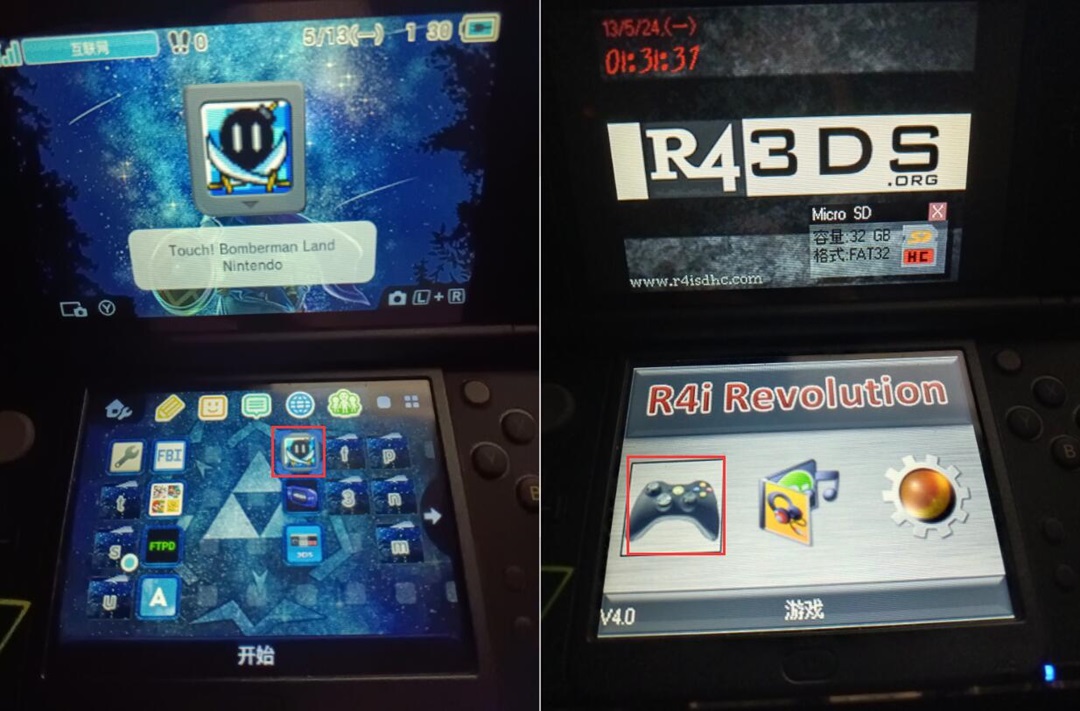 互联网
0
5/13(一)
1 30
Touch! Bomberman Land
Nintendo
Y
L + R
FBI
f
p
t
3
n
s
FTPD
3DS
m
u
A
开始
B
13/5/24,(一)
01:31:37
R4 3DS
.ORG
Micro SD
X
容量:32 GB
SD
格式:FAT32
HC
www.r4isdhc.com
R4i Revolution
V4.0
游戏
B